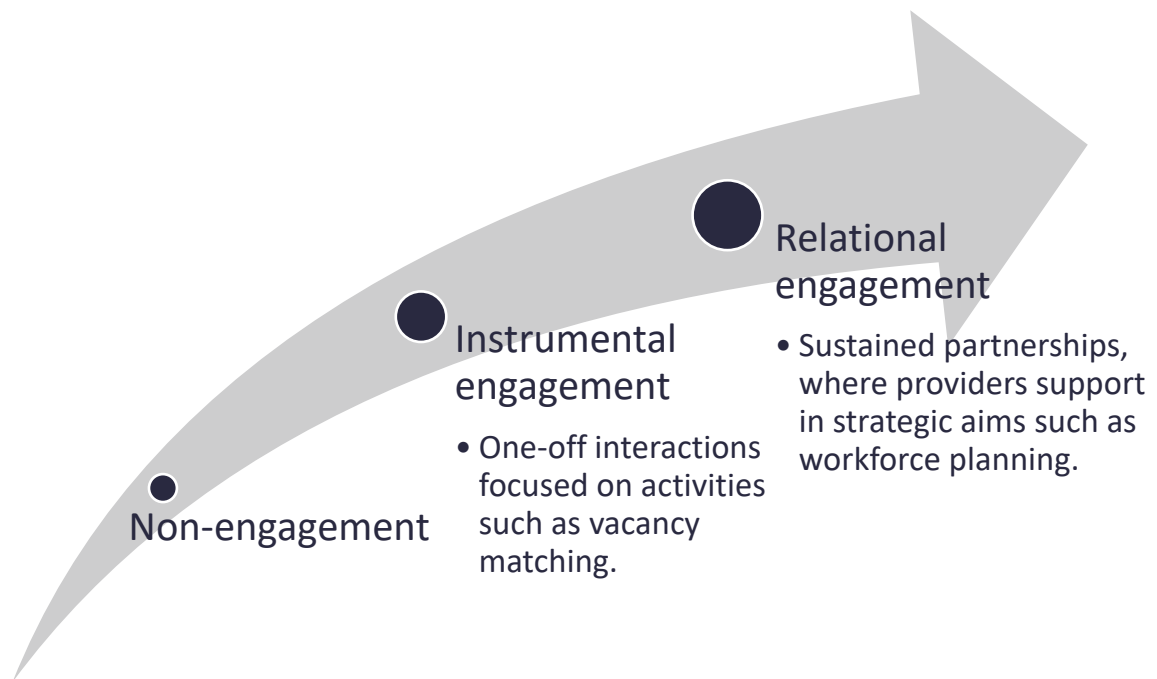 Non-engagement
Instrumental
engagement
• One-off interactions
focused on activities
such as vacancy
matching.
Relational
engagement
• Sustained partnerships,
where providers support
in strategic aims such as
workforce planning.